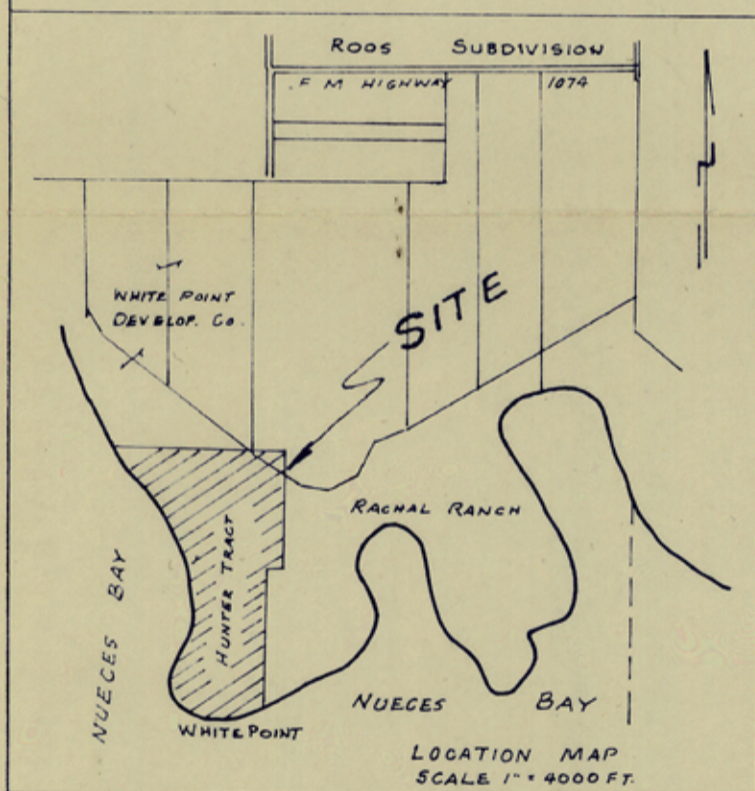 ROOS SUBDIVISION
F M HIGHWAY 1074
WHITE POINT
DEVELOP. CO.
SITE
RACHAL RANCH
HUNTER TRACT
NUECES BAY
NUECES BAY
WHITE POINT
LOCATION MAP
SCALE 1" = 4000 FT.